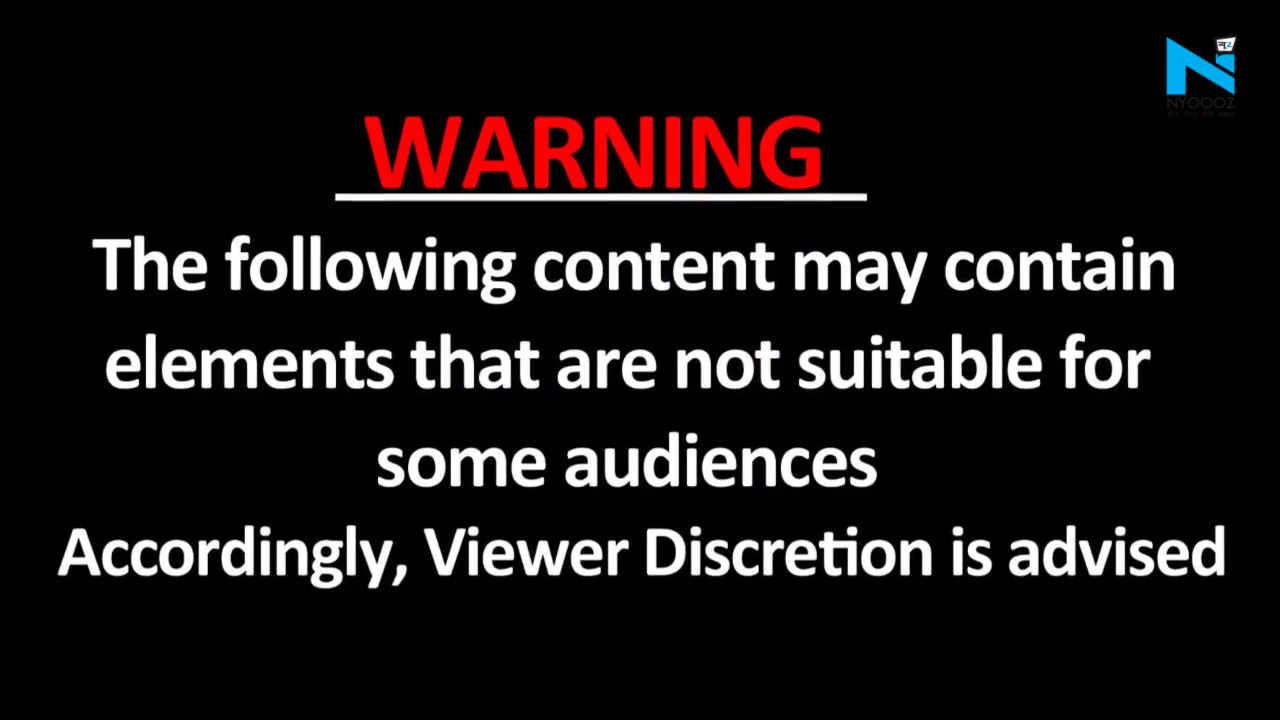 NYOOOZ
WARNING
The following content may contain
elements that are not suitable for
some audiences
Accordingly, Viewer Discretion is advised